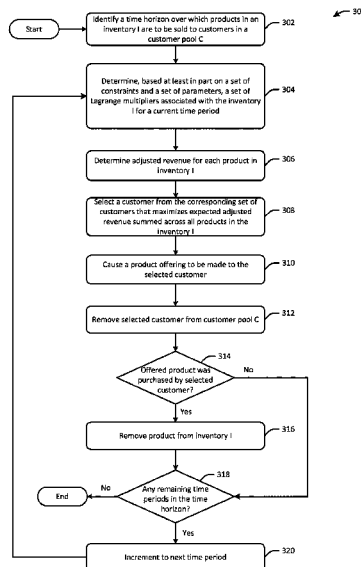 30
Start
Identify a time horizon over which products in an
inventory I are to be sold to customers in a
customer pool C
302
Determine, based at least in part on a set of
constraints and a set of parameters, a set of
Lagrange multipliers associated with the inventory
I for a current time period
304
Determine adjusted revenue for each product in
inventory I
306
Select a customer from the corresponding set of
customers that maximizes expected adjusted
revenue summed across all products in the
inventory I
308
Cause a product offering to be made to the
selected customer
310
Remove selected customer from customer pool C
312
314
Offered product was
purchased by selected
customer?
No
Yes
Remove product from inventory I
316
318
Any remaining time
periods in the time
horizon?
No
End
Yes
Increment to next time period
320